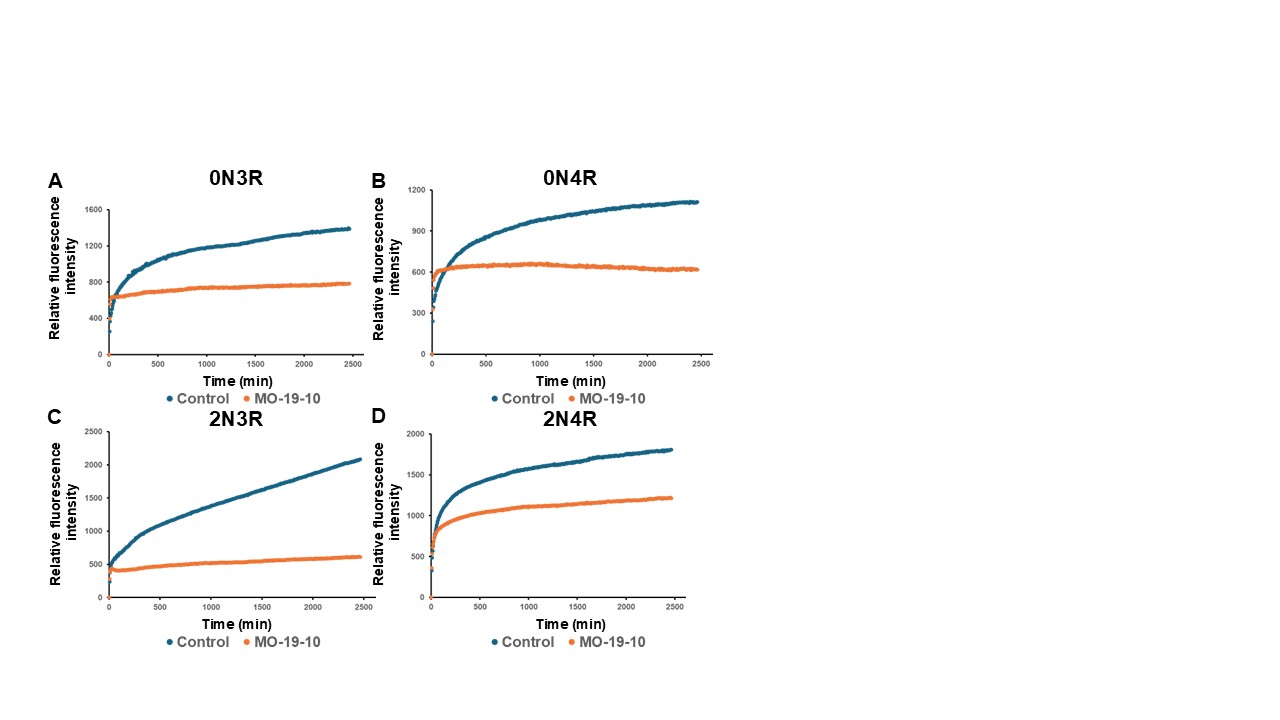 A
0N3R
Relative fluorescence
intensity
1600
1200
800
400
0
0 500 1000 1500 2000 2500
Time (min)
Control MO-19-10
B
0N4R
Relative fluorescence
intensity
1200
900
600
300
0
0 500 1000 1500 2000 2500
Time (min)
Control MO-19-10
C
2N3R
Relative fluorescence
intensity
2500
2000
1500
1000
500
0
0 500 1000 1500 2000 2500
Time (min)
Control MO-19-10
D
2N4R
Relative fluorescence
intensity
2000
1500
1000
500
0
0 500 1000 1500 2000 2500
Time (min)
Control MO-19-10